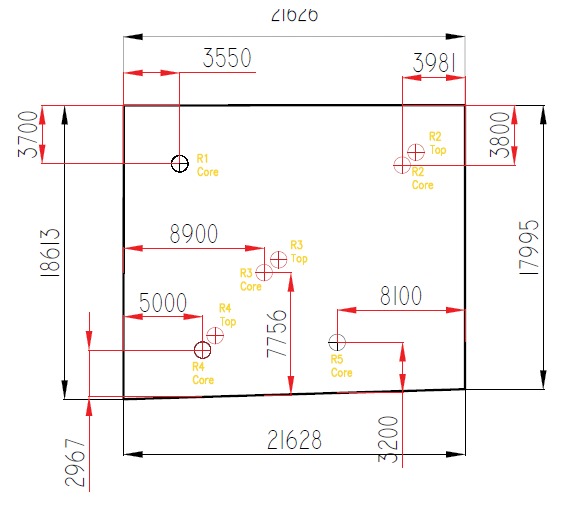 21626
3550
3981
3700
3800
R1
Core
R2
Top
R2
Core
8900
R3
Top
R3
Core
18613
17995
5000
8100
R4
Top
7756
R4
Core
R5
Core
21628
2967
3200